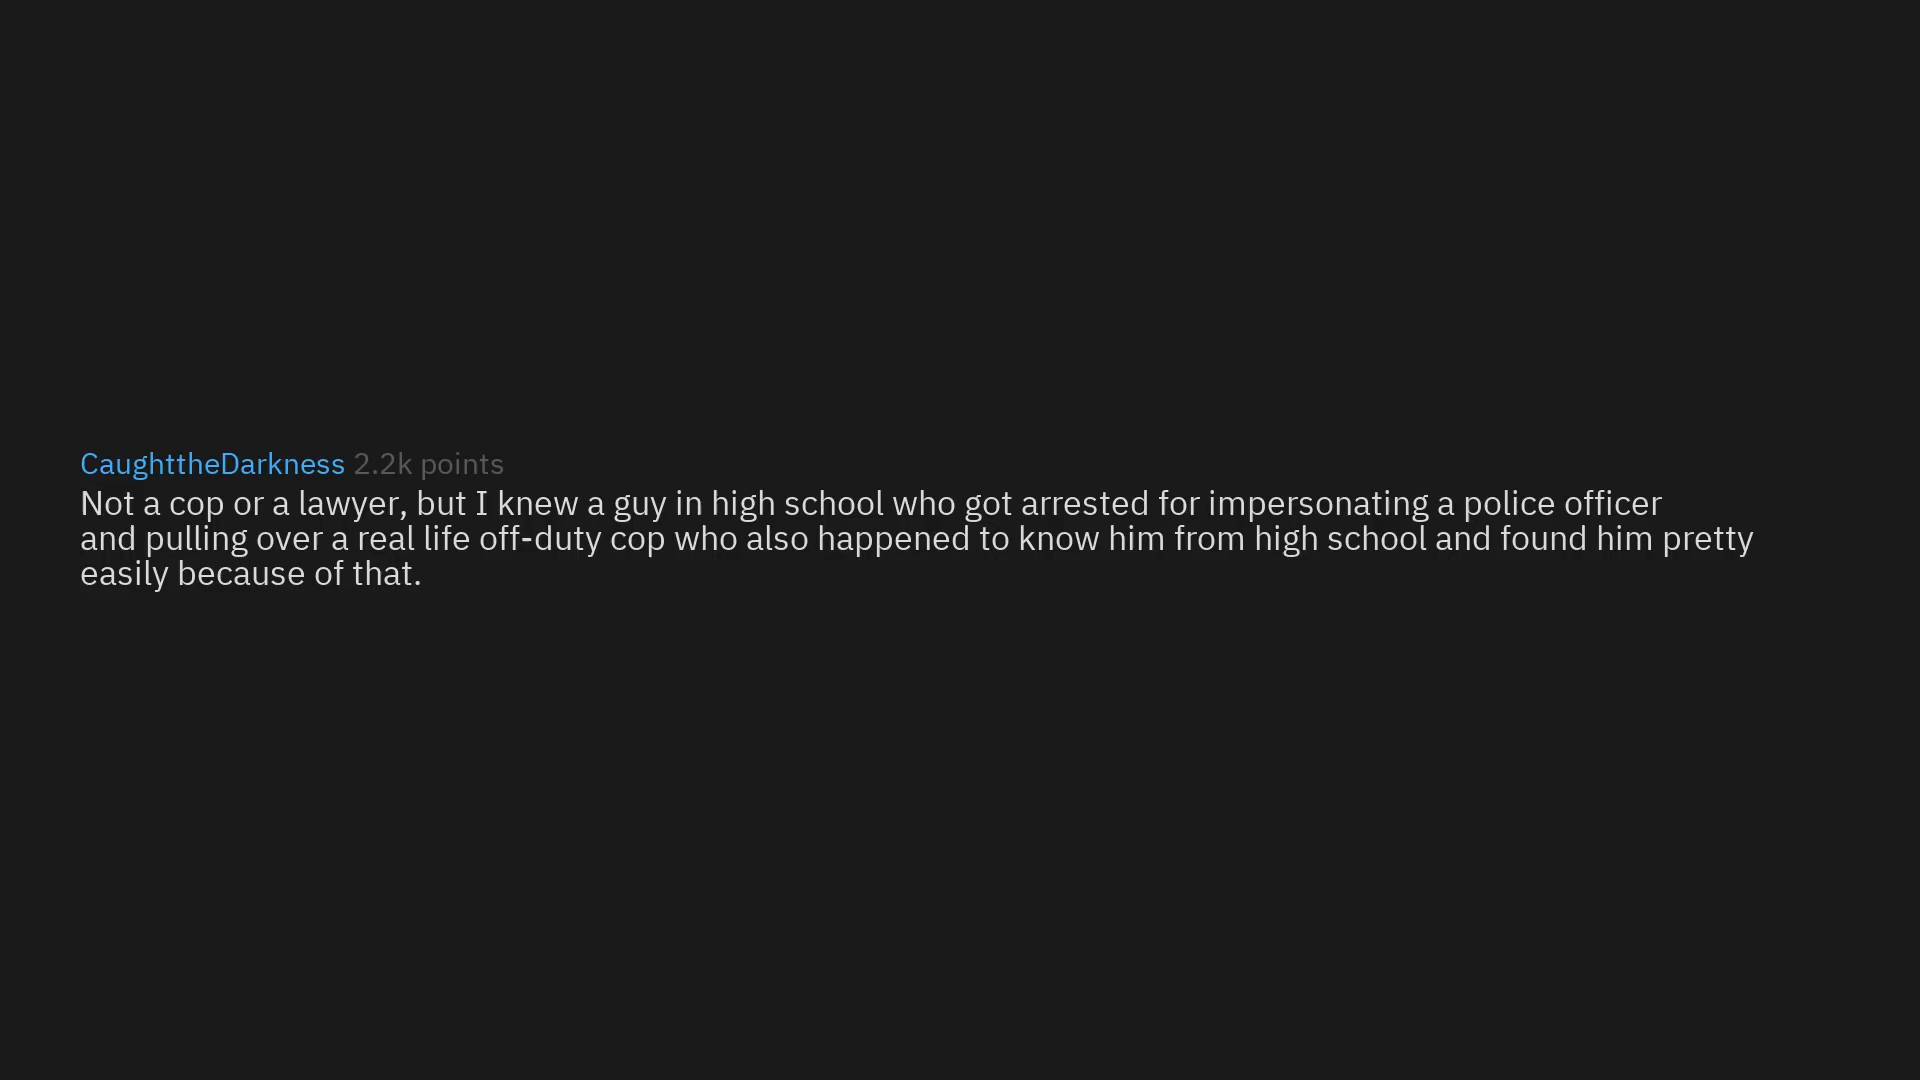 CaughttheDarkness 2.2k points
Not a cop or a lawyer, but I knew a guy in high school who got arrested for impersonating a police officer
and pulling over a real life off-duty cop who also happened to know him from high school and found him pretty
easily because of that.